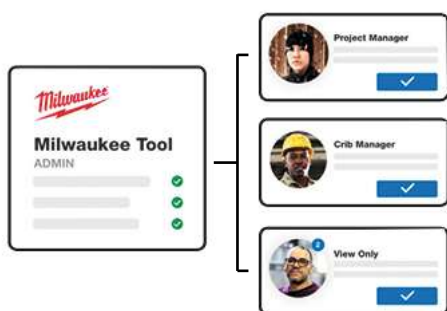 Milwaukee
Milwaukee Tool
ADMIN
Project Manager
Crib Manager
2
View Only